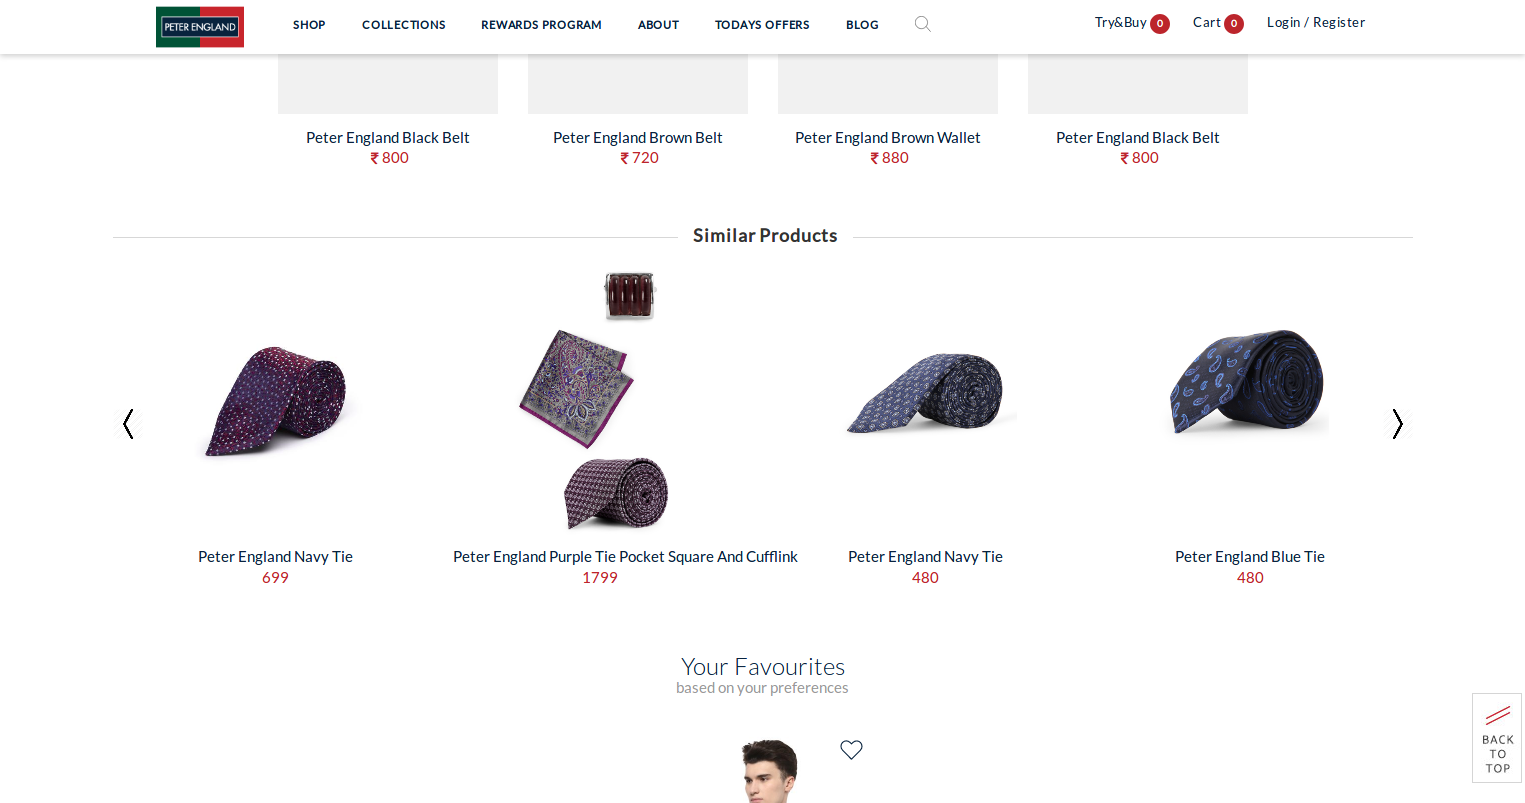 PETER ENGLAND
SHOP COLLECTIONS REWARDS PROGRAM ABOUT TODAYS OFFERS BLOG Try&Buy 0 Cart 0 Login / Register
Peter England Black Belt Peter England Brown Belt Peter England Brown Wallet Peter England Black Belt
₹ 800 ₹ 720 ₹ 880 ₹ 800
Similar Products
Peter England Navy Tie Peter England Purple Tie Pocket Square And Cufflink Peter England Navy Tie Peter England Blue Tie
699 1799 480 480
Your Favourites
based on your preferences
BACK
TO
TOP